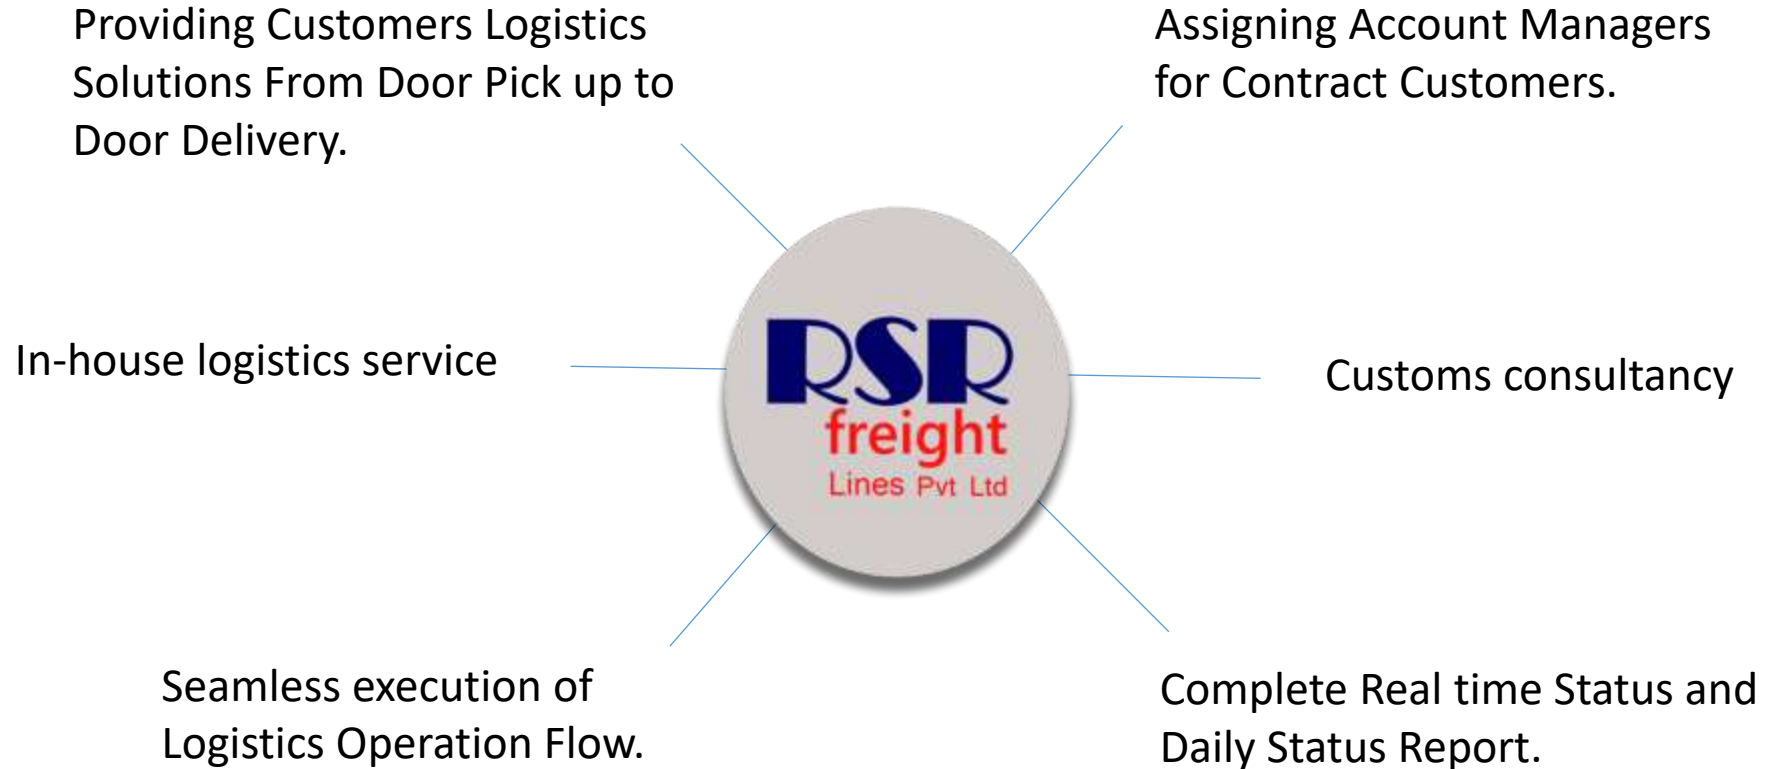 Providing Customers Logistics
Solutions From Door Pick up to
Door Delivery.
Assigning Account Managers
for Contract Customers.
In-house logistics service
RSR
freight
Lines Pvt Ltd
Customs consultancy
Seamless execution of
Logistics Operation Flow.
Complete Real time Status and
Daily Status Report.